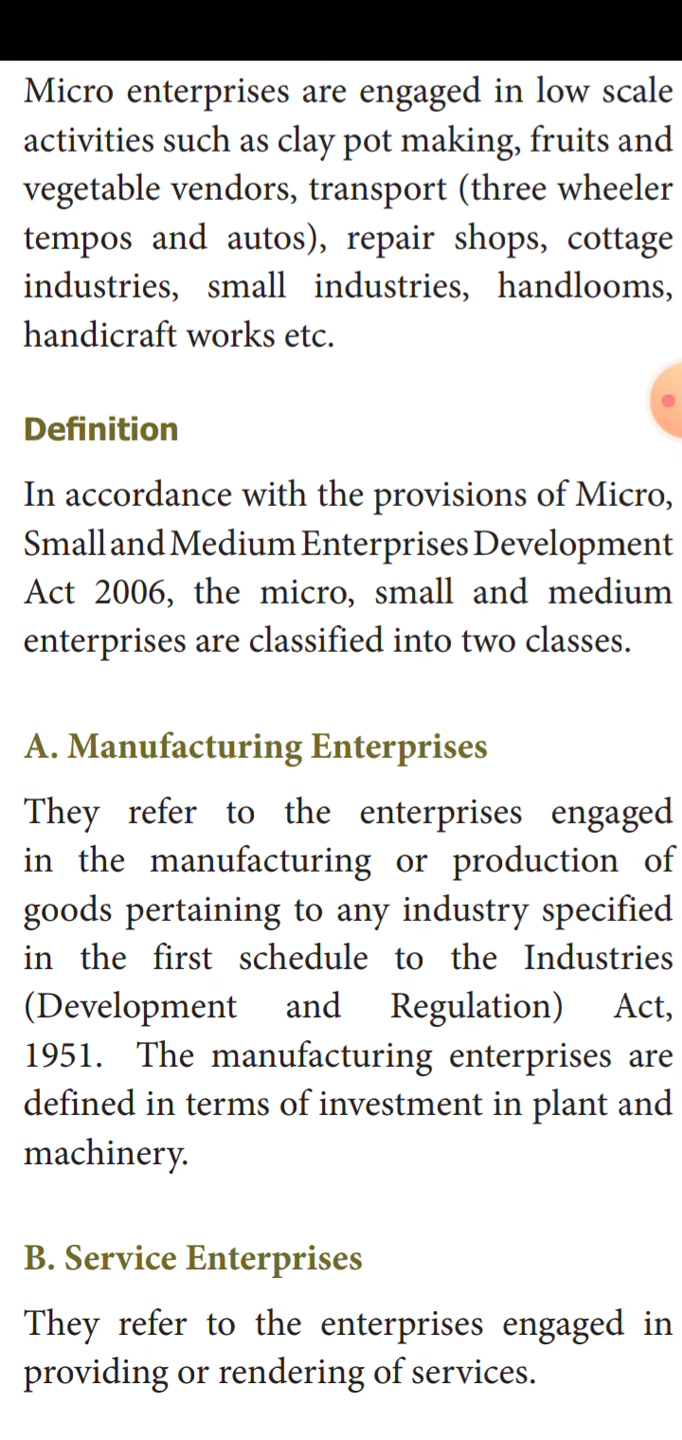 Micro enterprises are engaged in low scale
activities such as clay pot making, fruits and
vegetable vendors, transport (three wheeler
tempos and autos), repair shops, cottage
industries, small industries, handlooms,
handicraft works etc.
Definition
In accordance with the provisions of Micro,
Small and Medium Enterprises Development
Act 2006, the micro, small and medium
enterprises are classified into two classes.
A. Manufacturing Enterprises
They refer to the enterprises engaged
in the manufacturing or production of
goods pertaining to any industry specified
in the first schedule to the Industries
(Development and Regulation) Act,
1951. The manufacturing enterprises are
defined in terms of investment in plant and
machinery.
B. Service Enterprises
They refer to the enterprises engaged in
providing or rendering of services.